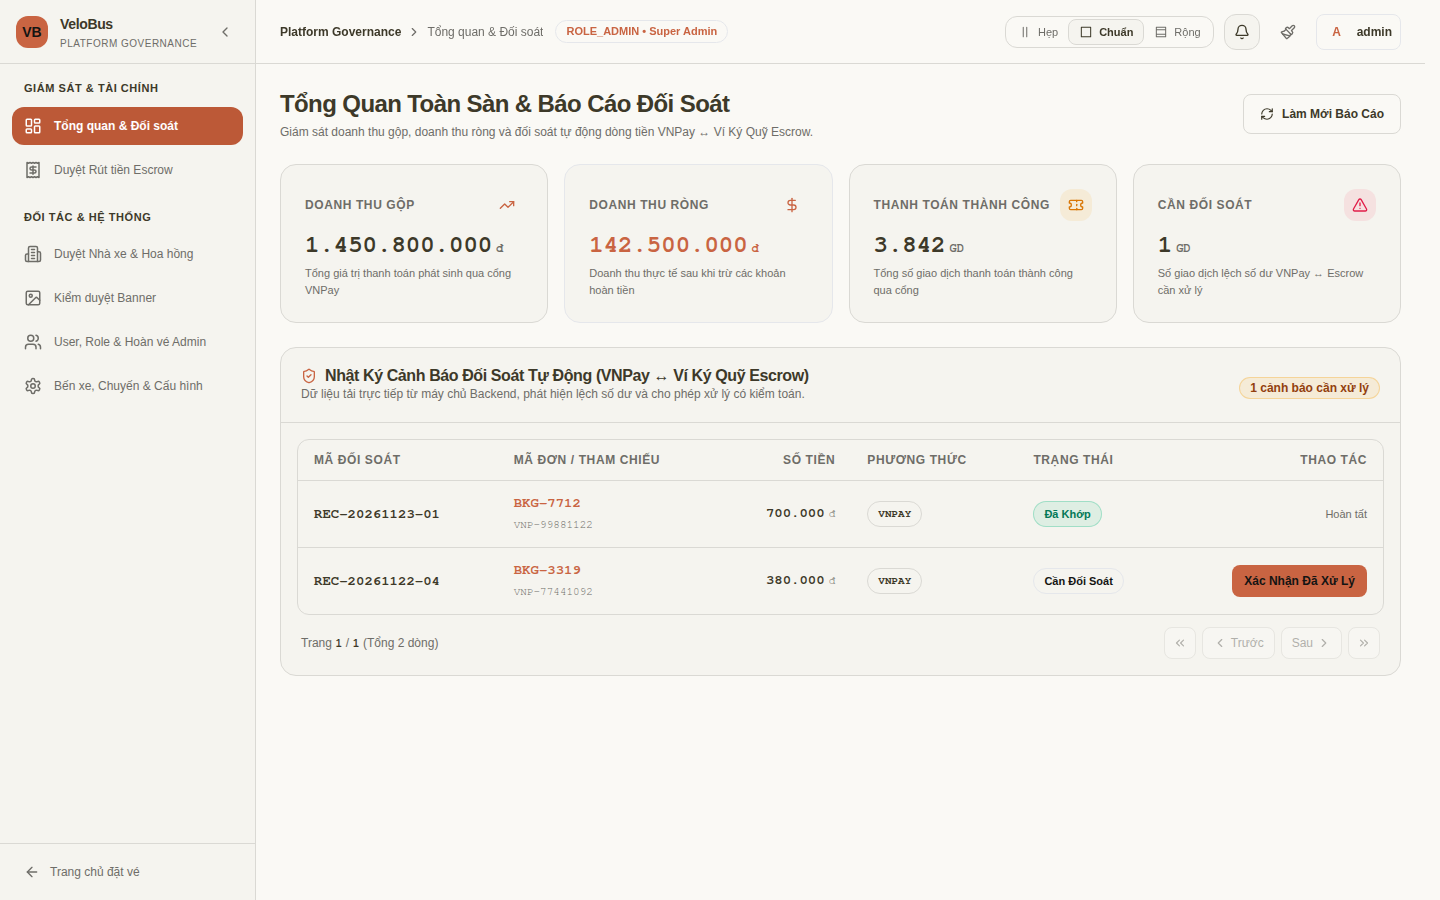 VB
VeloBus
PLATFORM GOVERNANCE
Platform Governance > Tổng quan & Đối soát
ROLE_ADMIN • Super Admin
Hẹp
Chuẩn
Rộng
A
admin
GIÁM SÁT & TÀI CHÍNH
Tổng quan & Đối soát
Duyệt Rút tiền Escrow
ĐỐI TÁC & HỆ THỐNG
Duyệt Nhà xe & Hoa hồng
Kiểm duyệt Banner
User, Role & Hoàn vé Admin
Bến xe, Chuyến & Cấu hình
Trang chủ đặt vé
Tổng Quan Toàn Sàn & Báo Cáo Đối Soát
Giám sát doanh thu gộp, doanh thu ròng và đối soát tự động dòng tiền VNPay ↔ Ví Ký Quỹ Escrow.
Làm Mới Báo Cáo
DOANH THU GỘP
1.450.800.000 đ
Tổng giá trị thanh toán phát sinh qua cổng
VNPay
DOANH THU RÒNG
142.500.000 đ
Doanh thu thực tế sau khi trừ các khoản
hoàn tiền
THANH TOÁN THÀNH CÔNG
3.842 GD
Tổng số giao dịch thanh toán thành công
qua cổng
CẦN ĐỐI SOÁT
1 GD
Số giao dịch lệch số dư VNPay ↔ Escrow
cần xử lý
Nhật Ký Cảnh Báo Đối Soát Tự Động (VNPay ↔ Ví Ký Quỹ Escrow)
Dữ liệu tải trực tiếp từ máy chủ Backend, phát hiện lệch số dư và cho phép xử lý có kiểm toán.
1 cảnh báo cần xử lý
MÃ ĐỐI SOÁT MÃ ĐƠN / THAM CHIẾU SỐ TIỀN PHƯƠNG THỨC TRẠNG THÁI THAO TÁC
REC-20261123-01 BKG-7712 700.000 đ VNPAY Đã Khớp Hoàn tất
VNP-99881122
REC-20261122-04 BKG-3319 380.000 đ VNPAY Cần Đối Soát Xác Nhận Đã Xử Lý
VNP-77441092
Trang 1 / 1 (Tổng 2 dòng)
Trước
Sau